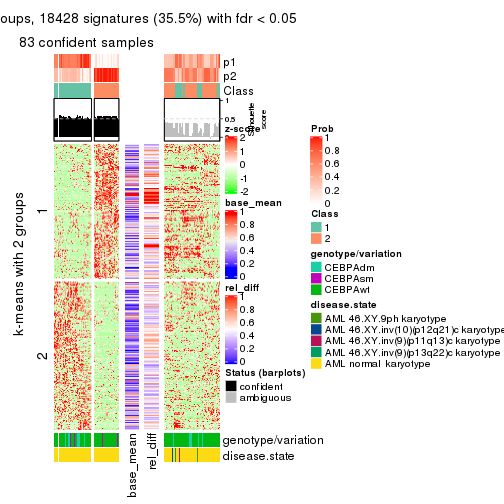 oups, 18428 signatures (35.5%) with fdr < 0.05
83 confident samples
p1
p2
Class
1
0.5
0
Silhouette
score
z-score
2
1
0
-1
-2
base_mean
1
0.8
0.6
0.4
0.2
0
rel_diff
1
0.8
0.6
0.4
0.2
0
Status (barplots)
confident
ambiguous
Prob
1
0.8
0.6
0.4
0.2
0
Class
1
2
genotype/variation
CEBPAdm
CEBPAsm
CEBPAwt
disease.state
AML 46.XY.9ph karyotype
AML 46.XY.inv(10)(p12q21)c karyotype
AML 46.XY.inv(9)(p11q13)c karyotype
AML 46.XY.inv(9)(p13q22)c karyotype
AML normal karyotype
k-means with 2 groups
1
2
genotype/variation
disease.state
base_mean
rel_diff